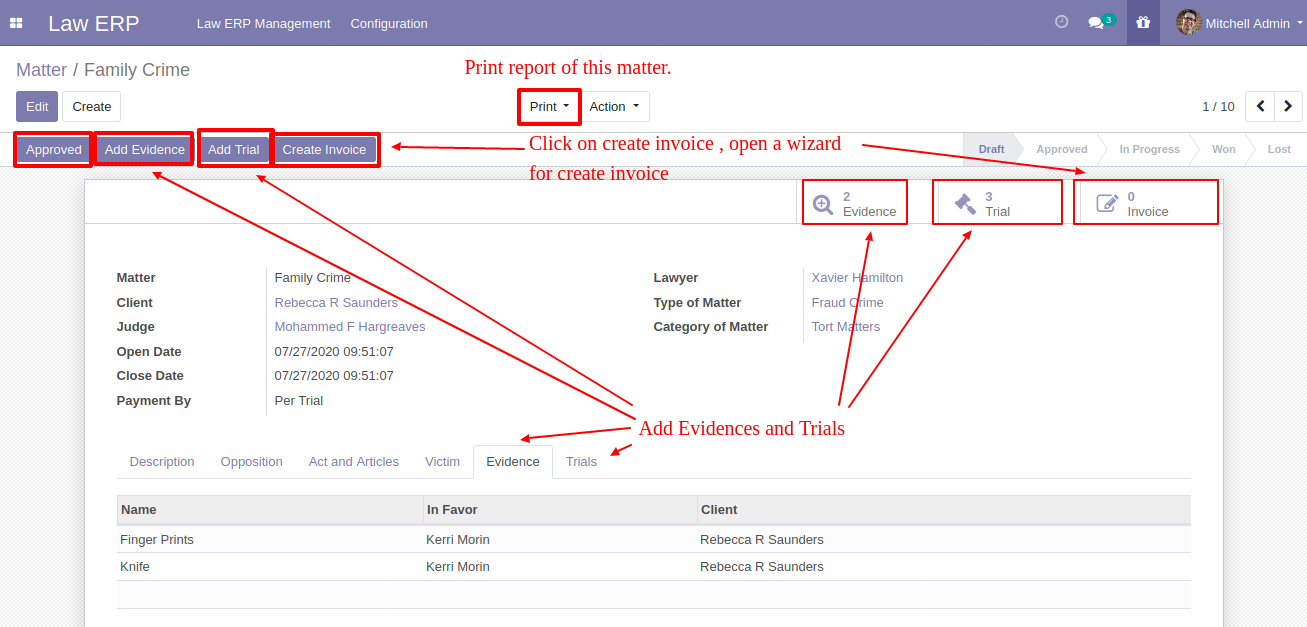 Law ERP Law ERP Management Configuration 3 Mitchell Admin
Matter / Family Crime
Print report of this matter.
Edit Create Print Action 1 / 10
Approved Add Evidence Add Trial Create Invoice
Click on create invoice , open a wizard
for create invoice
Draft Approved In Progress Won Lost
2 Evidence
3 Trial
0 Invoice
Matter Family Crime
Client Rebecca R Saunders
Judge Mohammed F Hargreaves
Open Date 07/27/2020 09:51:07
Close Date 07/27/2020 09:51:07
Payment By Per Trial
Lawyer Xavier Hamilton
Type of Matter Fraud Crime
Category of Matter Tort Matters
Add Evidences and Trials
Description Opposition Act and Articles Victim Evidence Trials
Name In Favor Client
Finger Prints Kerri Morin Rebecca R Saunders
Knife Kerri Morin Rebecca R Saunders